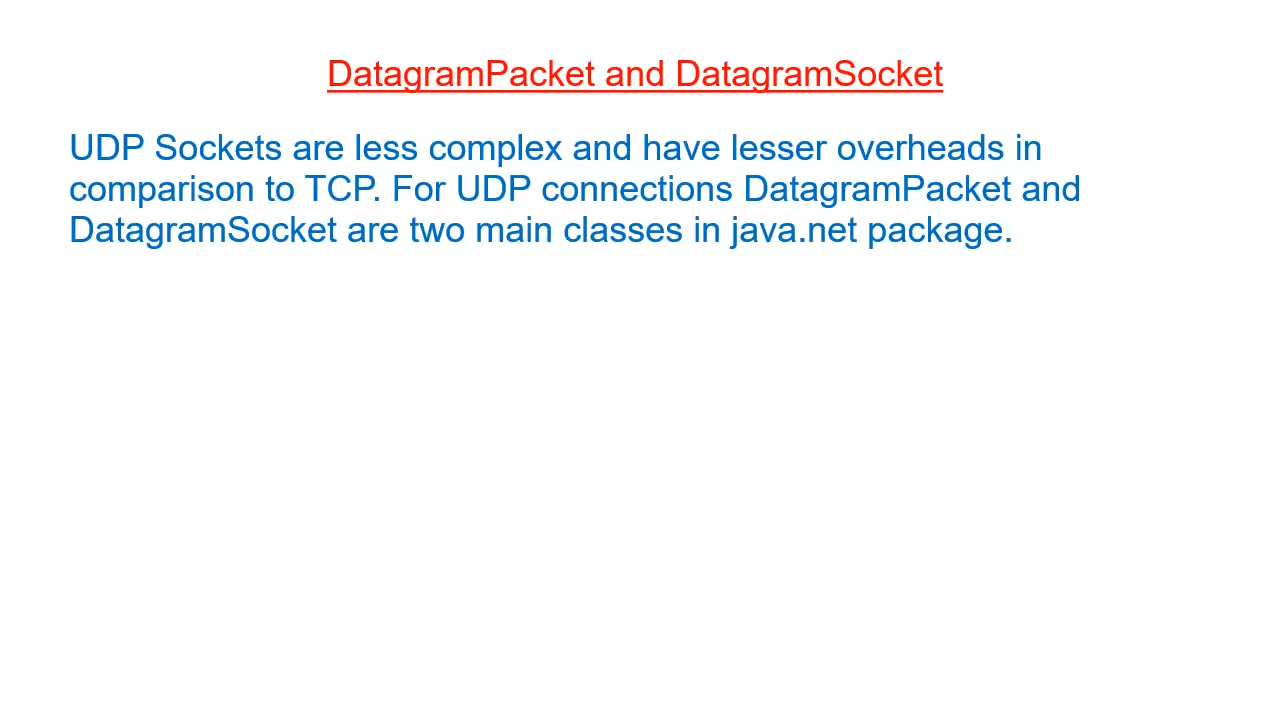 DatagramPacket and DatagramSocket
UDP Sockets are less complex and have lesser overheads in
comparison to TCP. For UDP connections DatagramPacket and
DatagramSocket are two main classes in java.net package.